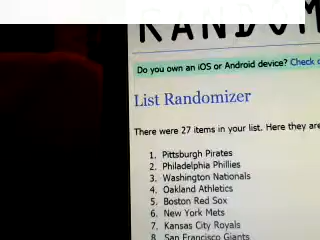 RANDOM
Do you own an iOS or Android device? Check
List Randomizer
There were 27 items in your list. Here they are
1. Pittsburgh Pirates
2. Philadelphia Phillies
3. Washington Nationals
4. Oakland Athletics
5. Boston Red Sox
6. New York Mets
7. Kansas City Royals
8. San Francisco Giants